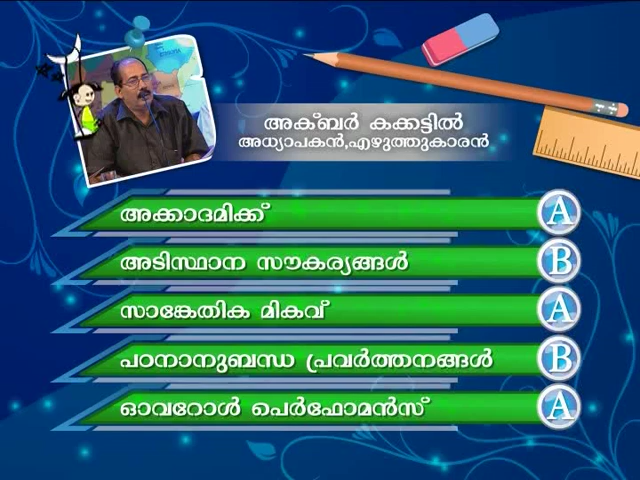 അക്ബർ കക്കട്ടിൽ
അധ്യാപകൻ,എഴുത്തുകാരൻ
അക്കാദമിക്ക് A
അടിസ്ഥാന സൗകര്യങ്ങൾ B
സാങ്കേതിക മികവ് A
പഠനാനുബന്ധ പ്രവർത്തനങ്ങൾ B
ഓവറോൾ പെർഫോമൻസ് A